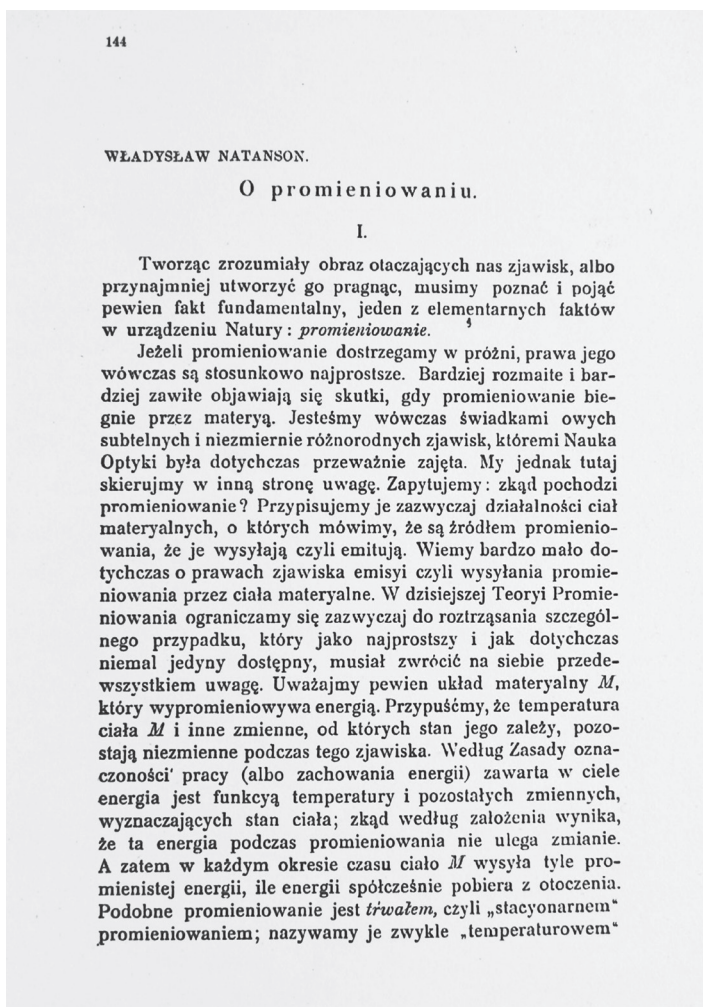 144
WŁADYSŁAW NATANSON.
O promieniowaniu.
I.
Tworząc zrozumiały obraz otaczających nas zjawisk, albo
przynajmniej utworzyć go pragnąc, musimy poznać i pojąć
pewien fakt fundamentalny, jeden z elementarnych faktów
w urządzeniu Natury : promieniowanie.
Jeżeli promieniowanie dostrzegamy w próżni, prawa jego
wówczas są stosunkowo najprostsze. Bardziej rozmaite i bar-
dziej zawiłe objawiają się skutki, gdy promieniowanie bie-
gnie przez materyą. Jesteśmy wówczas świadkami owych
subtelnych i niezmiernie różnorodnych zjawisk, któremi Nauka
Optyki była dotychczas przeważnie zajęta. My jednak tutaj
skierujmy w inną stronę uwagę. Zapytujemy : zkąd pochodzi
promieniowanie? Przypisujemy je zazwyczaj działalności ciał
materyalnych, o których mówimy, że są źródłem promienio-
wania, że je wysyłają czyli emitują. Wiemy bardzo mało do-
tychczas o prawach zjawiska emisyi czyli wysyłania promie-
niowania przez ciała materyalne. W dzisiejszej Teoryi Promie-
niowania ograniczamy się zazwyczaj do roztrząsania szczegól-
nego przypadku, który jako najprostszy i jak dotychczas
niemal jedyny dostępny, musiał zwrócić na siebie przede-
wszystkiem uwagę. Uważajmy pewien układ materyalny M,
który wypromieniowywa energią. Przypuśćmy, że temperatura
ciała M i inne zmienne, od których stan jego zależy, pozo-
stają niezmienne podczas tego zjawiska. Według Zasady ozna-
czoności pracy (albo zachowania energii) zawarta w ciele
energia jest funkcyą temperatury i pozostałych zmiennych,
wyznaczających stan ciała; zkąd według założenia wynika,
że ta energia podczas promieniowania nie ulega zmianie.
A zatem w każdym okresie czasu ciało M wysyła tyle pro-
mienistej energii, ile energii spółcześnie pobiera z otoczenia.
Podobne promieniowanie jest trwałem, czyli „stacyonarnem“
promieniowaniem; nazywamy je zwykle „temperaturowem“